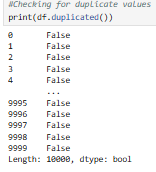 #Checking for duplicate values
print(df.duplicated())
0       False
1       False
2       False
3       False
4       False
        ...
9995    False
9996    False
9997    False
9998    False
9999    False
Length: 10000, dtype: bool